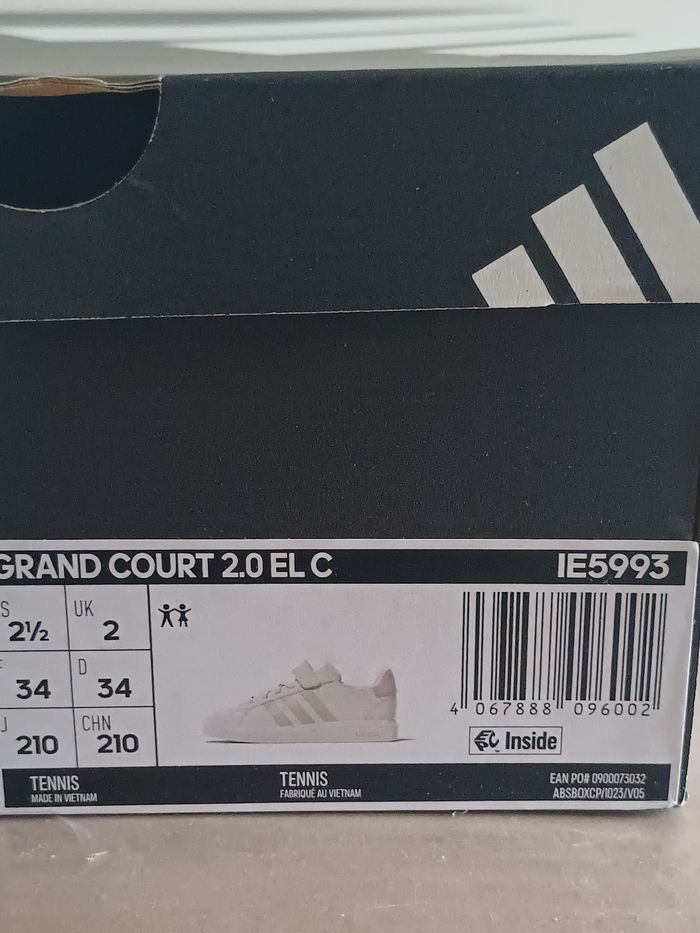 GRAND COURT 2.0 EL C IE5993
S 2½ UK 2
34 D 34
J 210 CHN 210
4 067888 096002
Inside
TENNIS
MADE IN VIETNAM
TENNIS
FABRIQUÉ AU VIETNAM
EAN PO# 0900073032
ABSBOXCP/1023/V05